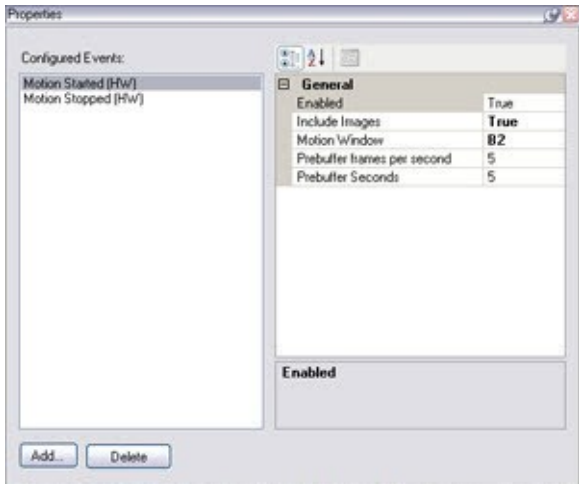 Properties
Configured Events:
Motion Started (HW)
Motion Stopped (HW)
General
Enabled True
Include Images True
Motion Window B2
Prebuffer frames per second 5
Prebuffer Seconds 5
Enabled
Add...
Delete